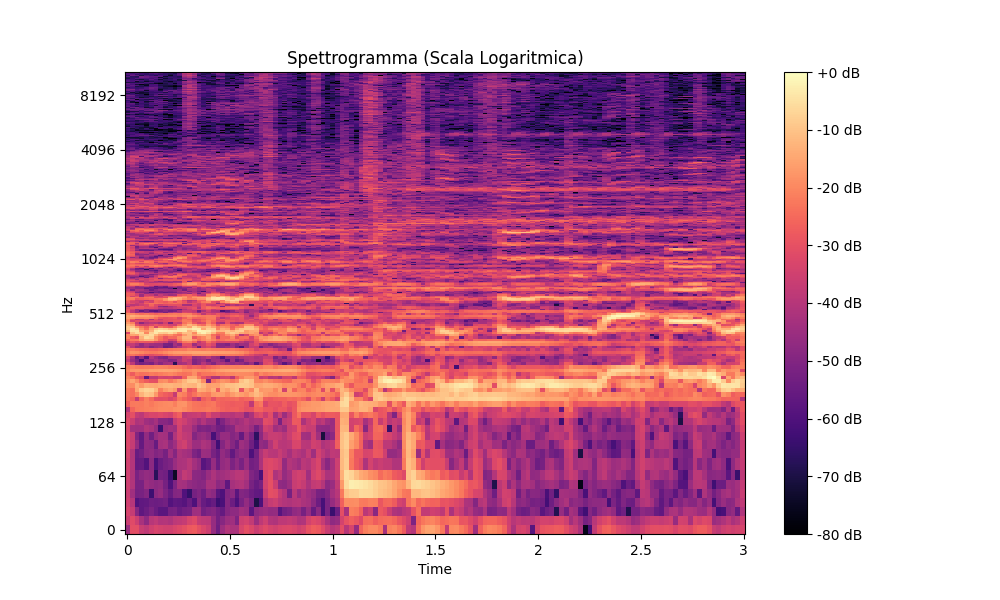 Spettrogramma (Scala Logaritmica)
8192
4096
2048
1024
512
256
128
64
0
Hz
0
0.5
1
1.5
2
2.5
3
Time
+0 dB
-10 dB
-20 dB
-30 dB
-40 dB
-50 dB
-60 dB
-70 dB
-80 dB